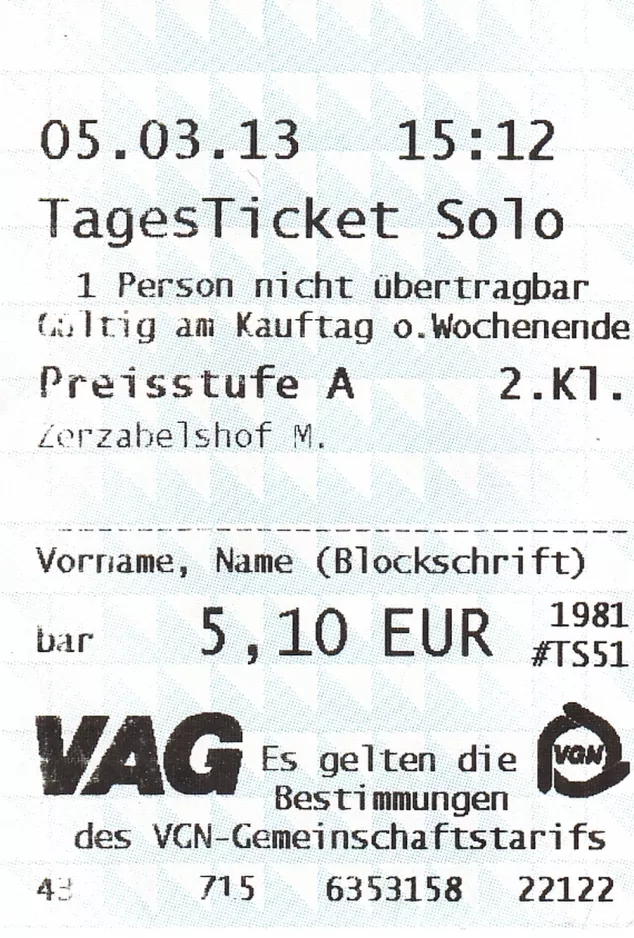 05.03.13 15:12
TagesTicket Solo
1 Person nicht übertragbar
Gültig am Kauftag o.Wochenende
Preisstufe A 2.Kl.
Zerzabelshof M.
Vorname, Name (Blockschrift)
bar 5,10 EUR 1981
#TS51
VAG Es gelten die VGN
Bestimmungen
des VGN-Gemeinschaftstarifs
715 6353158 22122